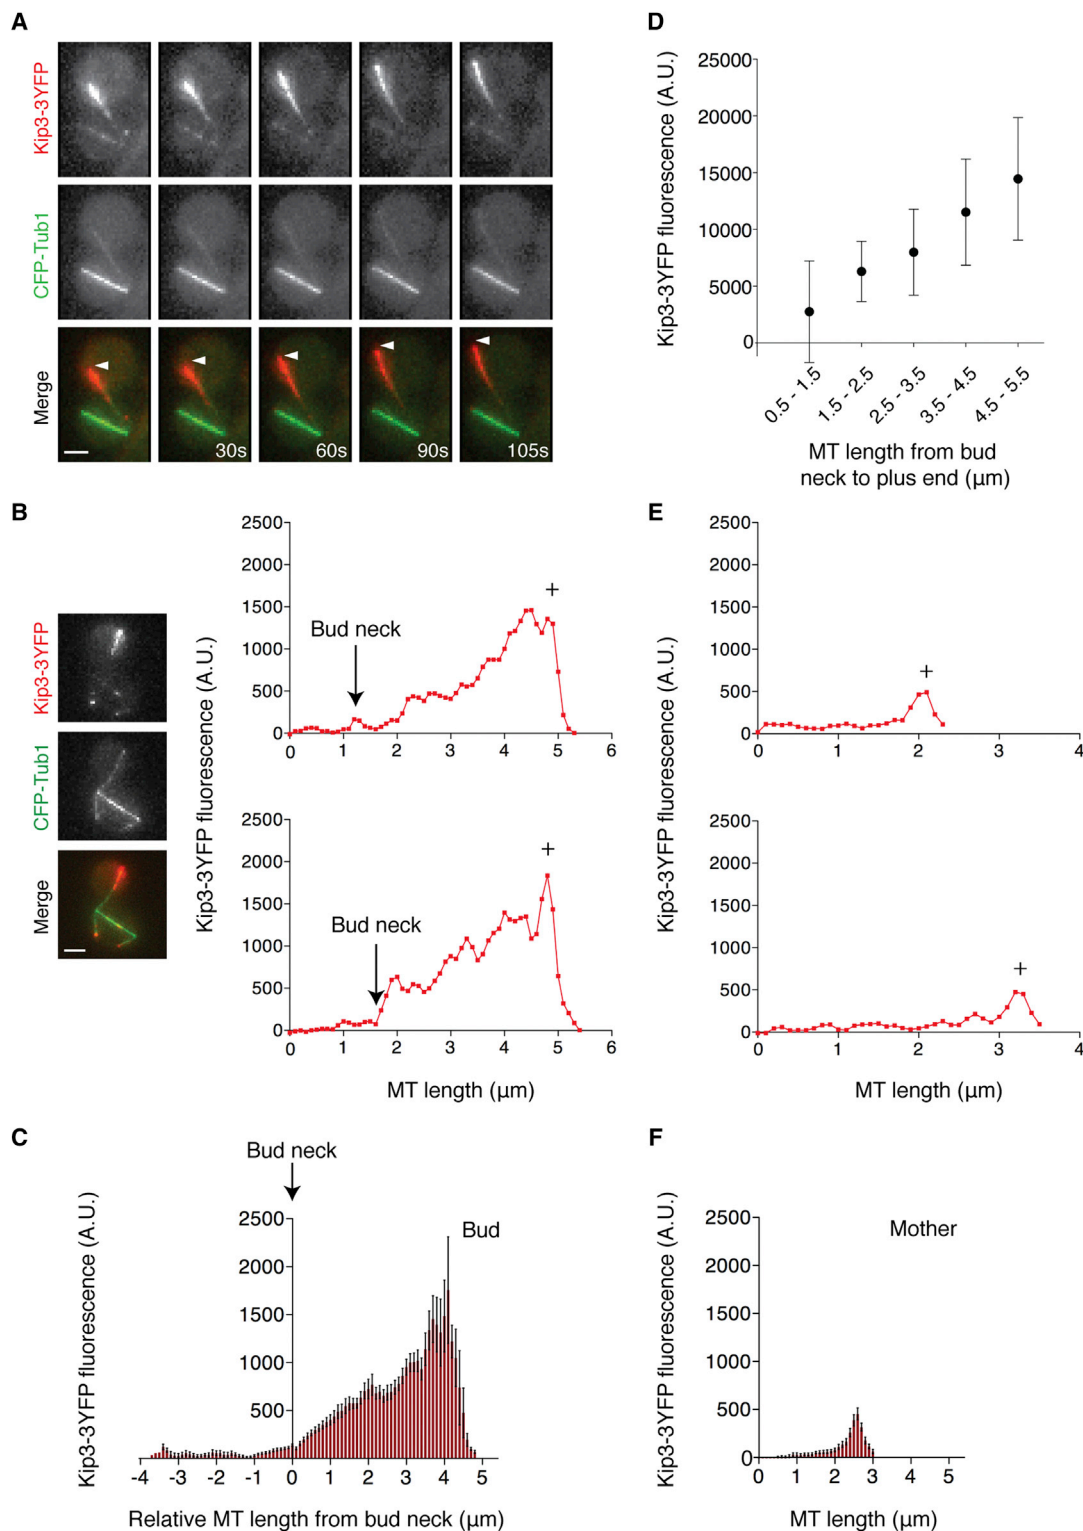 A
Kip3-3YFP
CFP-Tub1
Merge
30s
60s
90s
105s
D
Kip3-3YFP fluorescence (A.U.)
25000
20000
15000
10000
5000
0
0.5 - 1.5
1.5 - 2.5
2.5 - 3.5
3.5 - 4.5
4.5 - 5.5
MT length from bud
neck to plus end (µm)
B
Kip3-3YFP
CFP-Tub1
Merge
Kip3-3YFP fluorescence (A.U.)
2500
2000
1500
1000
500
0
Bud neck
+
0 1 2 3 4 5 6
2500
2000
1500
1000
500
0
Bud neck
+
0 1 2 3 4 5 6
MT length (µm)
E
Kip3-3YFP fluorescence (A.U.)
2500
2000
1500
1000
500
0
+
0 1 2 3 4
2500
2000
1500
1000
500
0
+
0 1 2 3 4
MT length (µm)
C
Bud neck
Kip3-3YFP fluorescence (A.U.)
2500
2000
1500
1000
500
Bud
-4 -3 -2 -1 0 1 2 3 4 5
Relative MT length from bud neck (µm)
F
Kip3-3YFP fluorescence (A.U.)
2500
2000
1500
1000
500
0
Mother
0 1 2 3 4 5
MT length (µm)